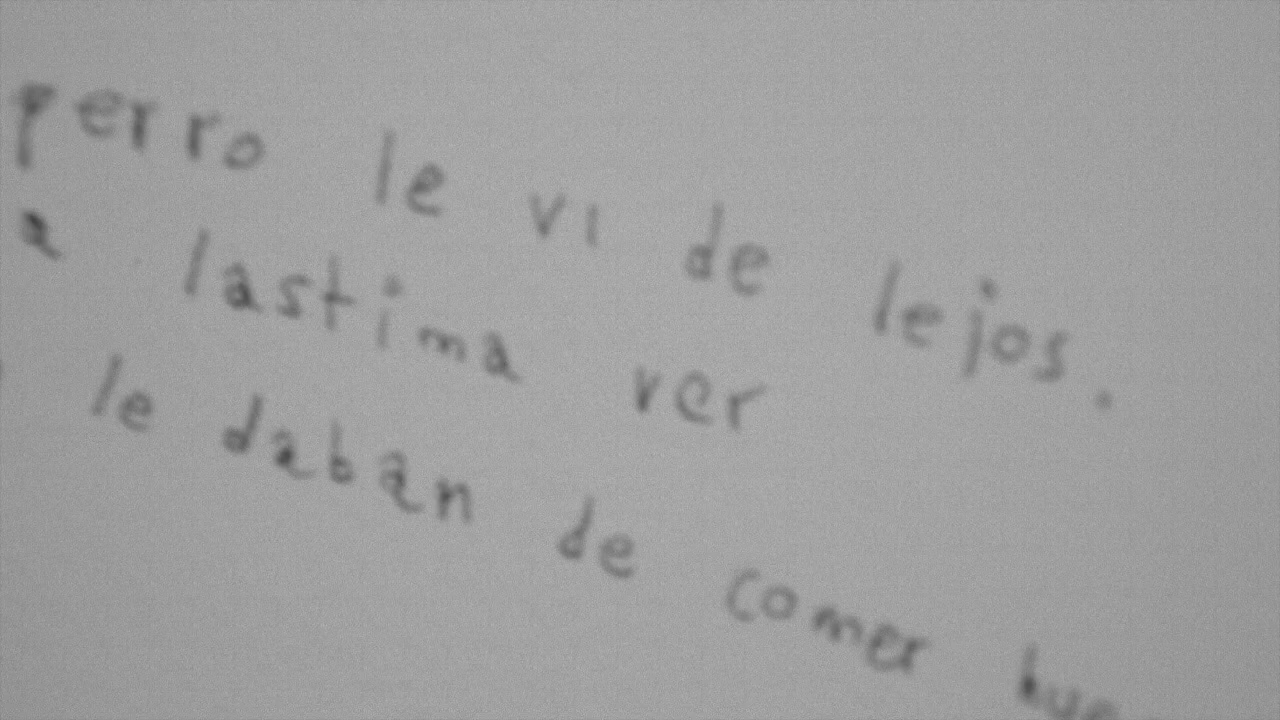 perro le vi de lejos.
a lastima ver
le daban de comer